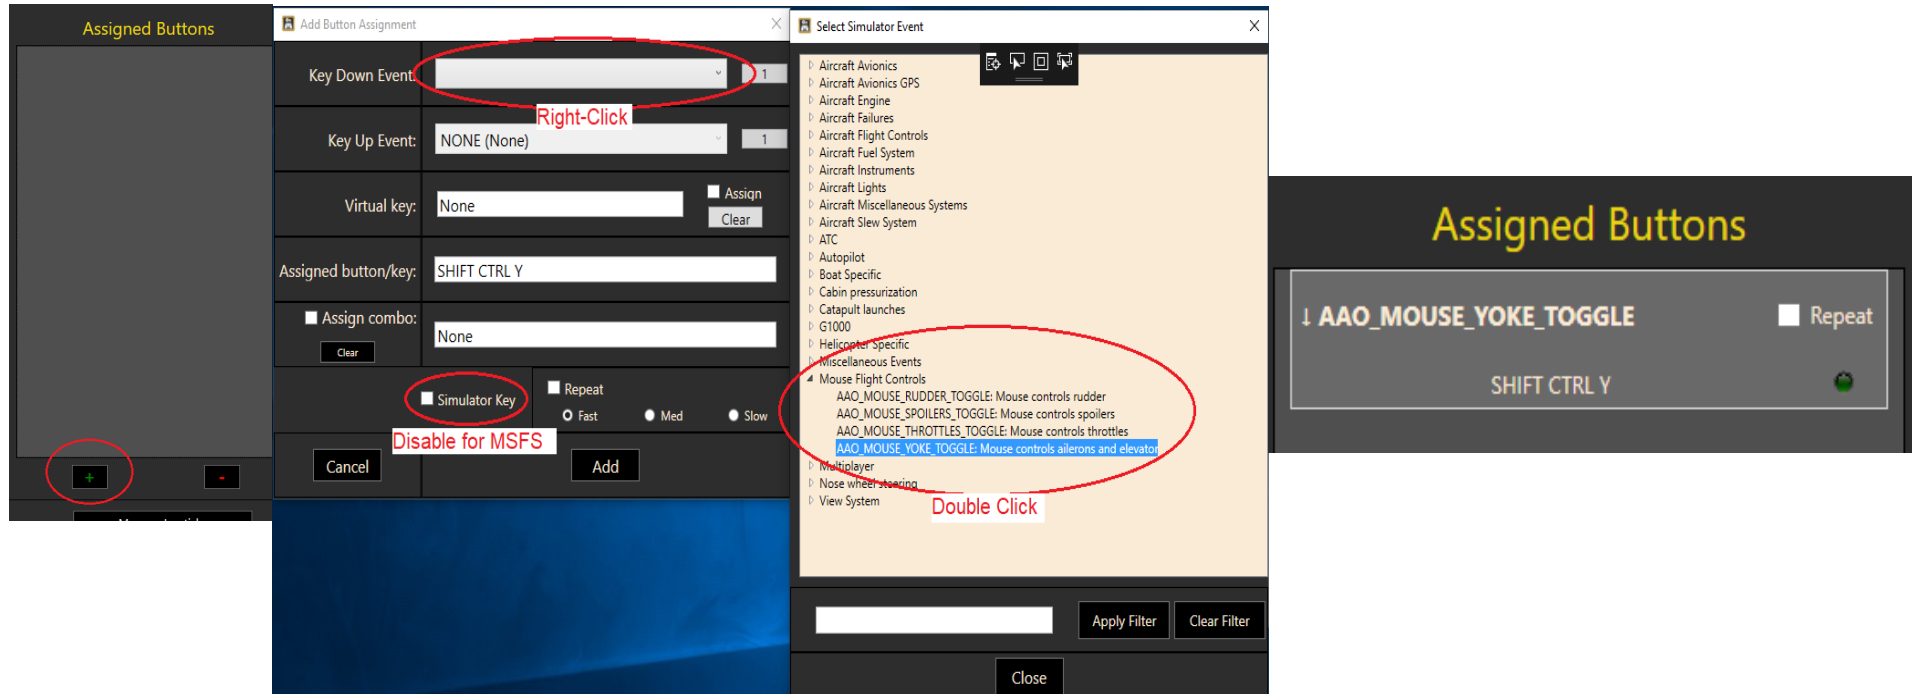 Assigned Buttons
+
-
Add Button Assignment
Key Down Event:
1
Right-Click
Key Up Event:
NONE (None)
1
Virtual key:
None
Assign
Clear
Assigned button/key:
SHIFT CTRL Y
Assign combo:
None
Clear
Simulator Key
Repeat
Fast
Med
Slow
Disable for MSFS
Cancel
Add
Select Simulator Event
Aircraft Avionics
Aircraft Avionics GPS
Aircraft Engine
Aircraft Failures
Aircraft Flight Controls
Aircraft Fuel System
Aircraft Instruments
Aircraft Lights
Aircraft Miscellaneous Systems
Aircraft Slew System
ATC
Autopilot
Boat Specific
Cabin pressurization
Catapult launches
G1000
Helicopter Specific
Miscellaneous Events
Mouse Flight Controls
AAO_MOUSE_RUDDER_TOGGLE: Mouse controls rudder
AAO_MOUSE_SPOILERS_TOGGLE: Mouse controls spoilers
AAO_MOUSE_THROTTLES_TOGGLE: Mouse controls throttles
AAO_MOUSE_YOKE_TOGGLE: Mouse controls ailerons and elevator
Multiplayer
Nose wheel steering
View System
Double Click
Apply Filter
Clear Filter
Close
Assigned Buttons
↓ AAO_MOUSE_YOKE_TOGGLE
Repeat
SHIFT CTRL Y